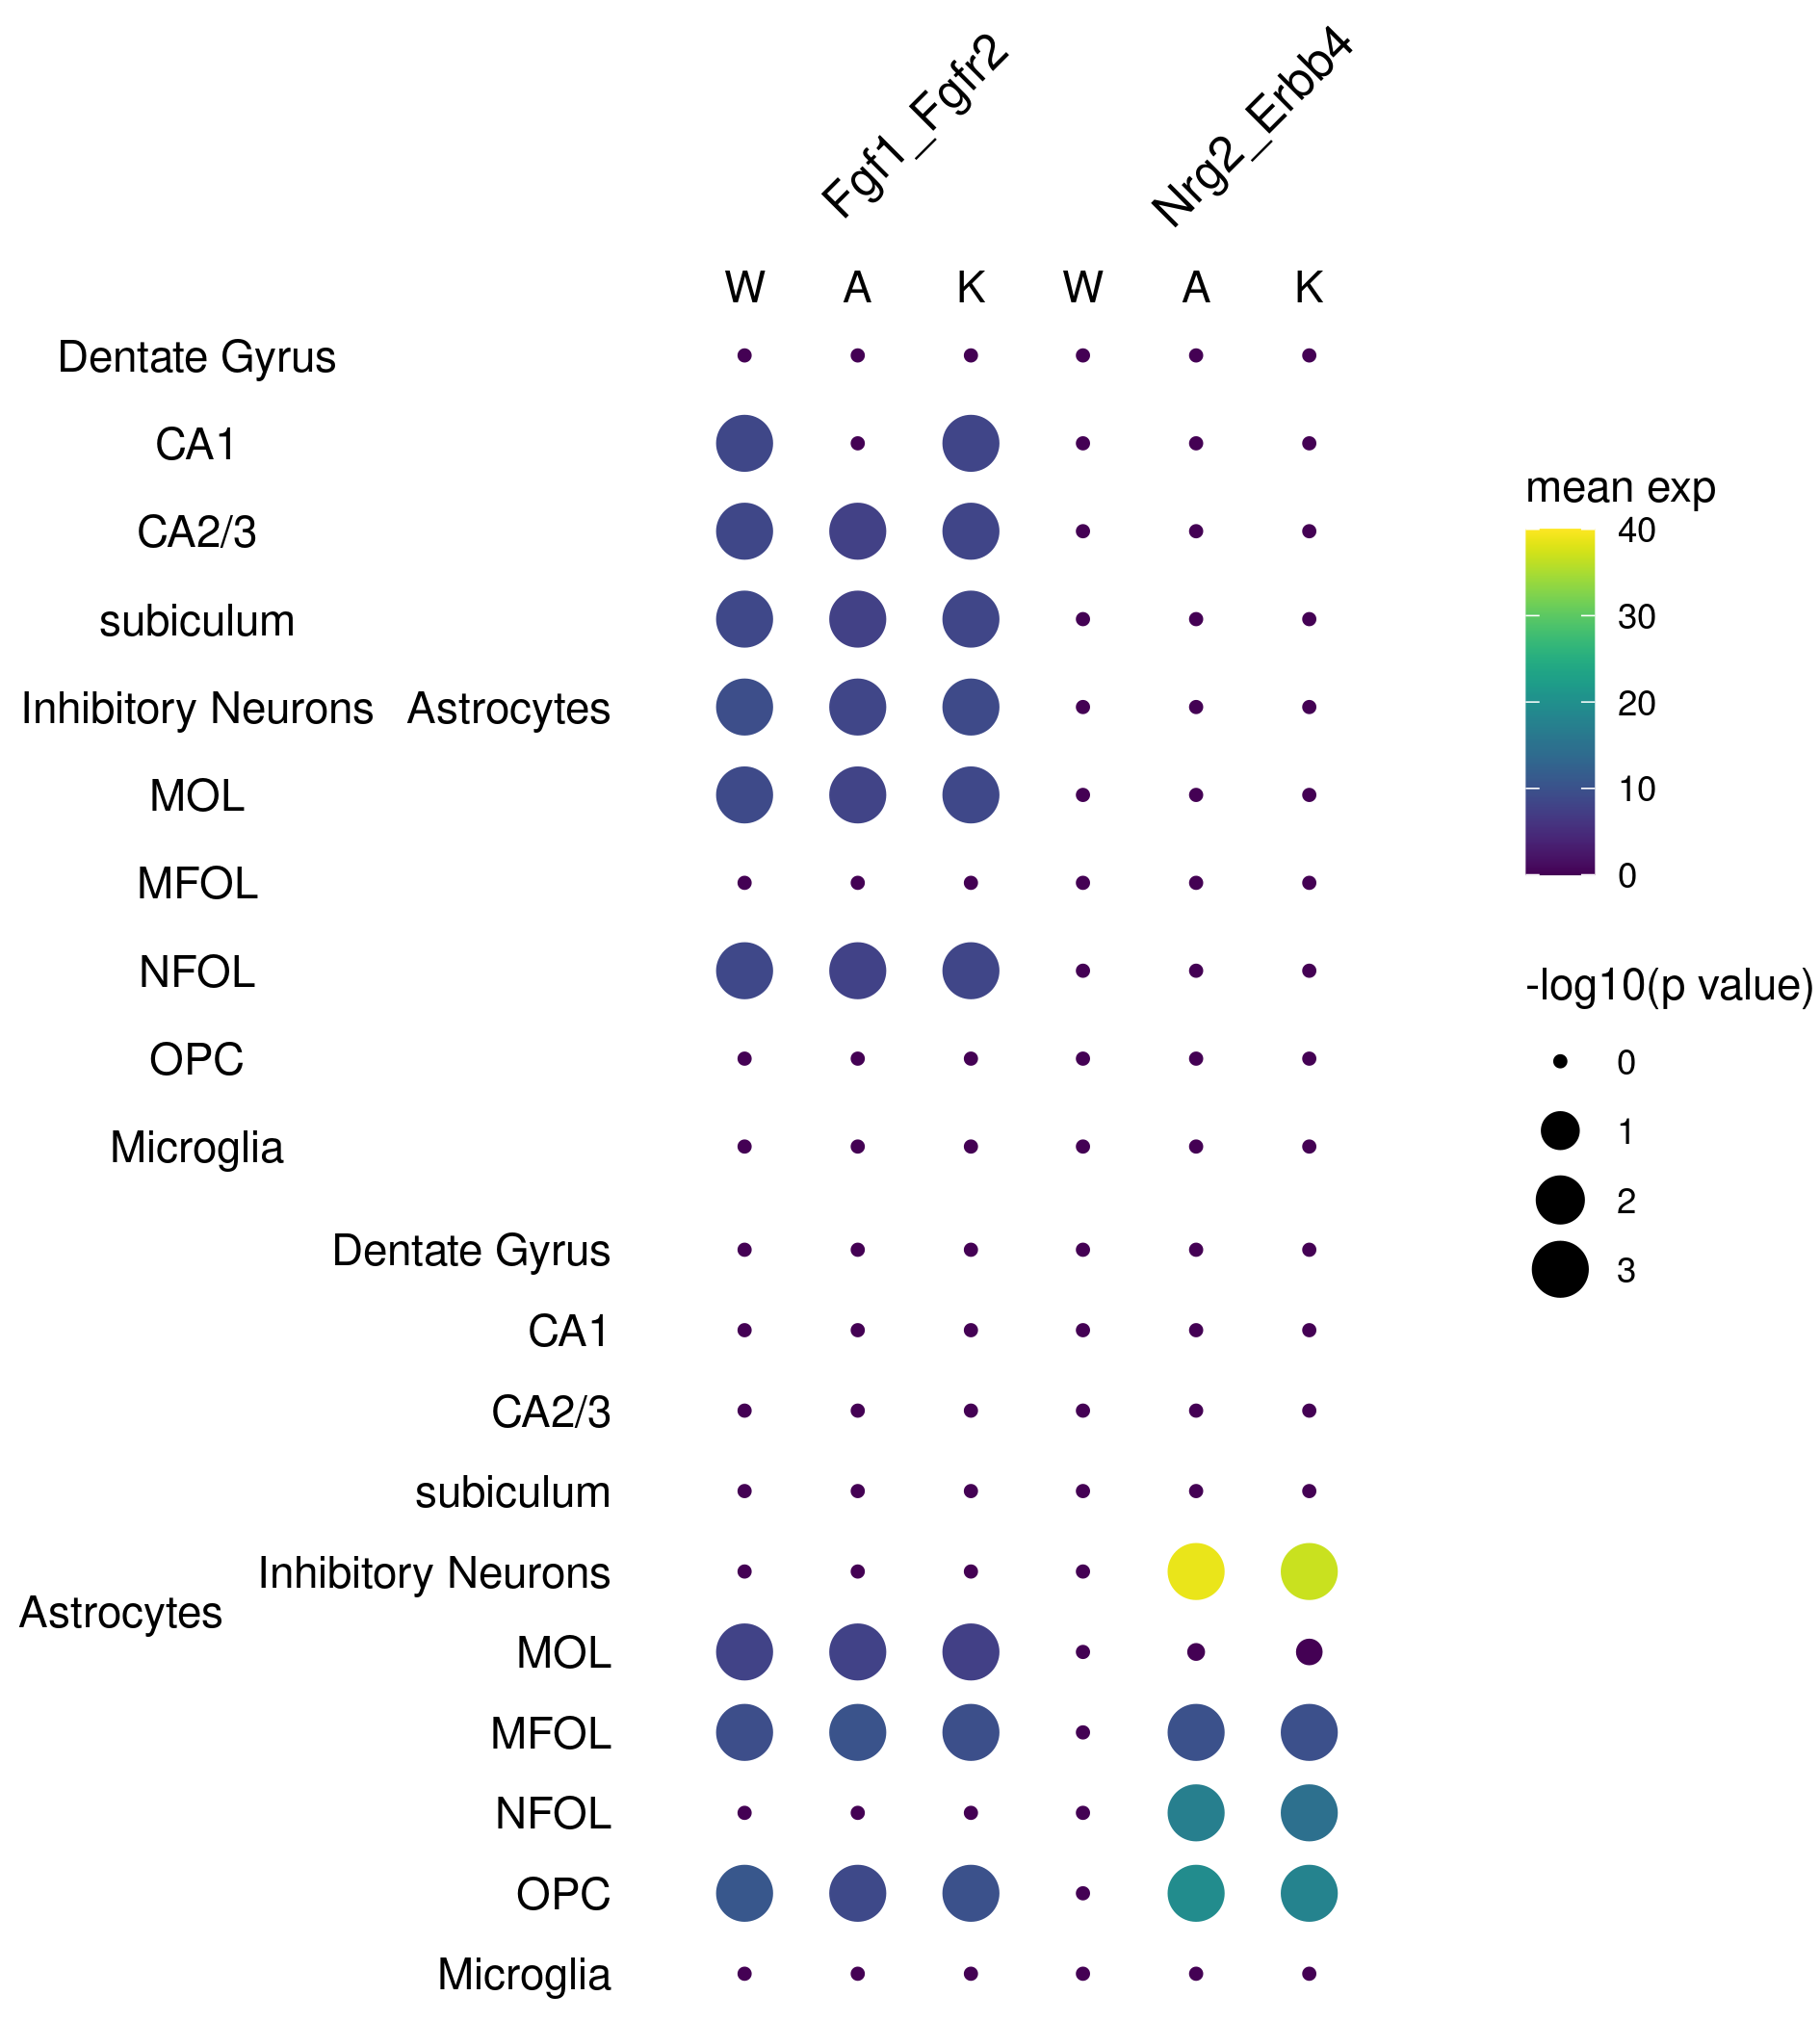 Fgf1_Fgfr2 Nrg2_Erbb4
W A K W A K
Dentate Gyrus
CA1
CA2/3
subiculum
Inhibitory Neurons Astrocytes
MOL
MFOL
NFOL
OPC
Microglia
Dentate Gyrus
CA1
CA2/3
subiculum
Inhibitory Neurons
Astrocytes
MOL
MFOL
NFOL
OPC
Microglia
mean exp
40
30
20
10
0
-log10(p value)
0
1
2
3